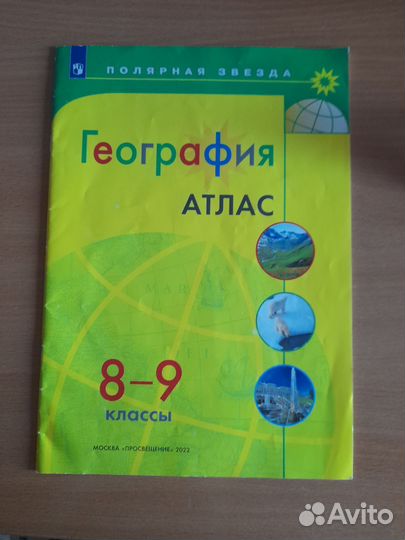 ПОЛЯРНАЯ ЗВЕЗДА
География
АТЛАС
8–9
классы
МОСКВА «ПРОСВЕЩЕНИЕ» 2022
Avito